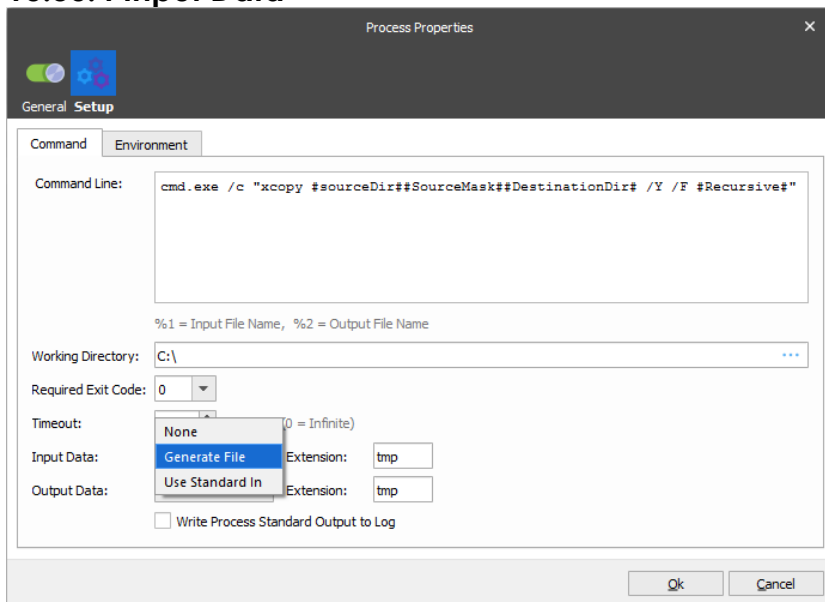 Process Properties
General Setup
Command Environment
Command Line: cmd.exe /c "xcopy #sourceDir##SourceMask##DestinationDir# /Y /F #Recursive#"
%1 = Input File Name, %2 = Output File Name
Working Directory: C:\ ...
Required Exit Code: 0
Timeout: (0 = Infinite)
None
Input Data: Generate File Extension: tmp
Use Standard In
Output Data: Extension: tmp
Write Process Standard Output to Log
Ok Cancel